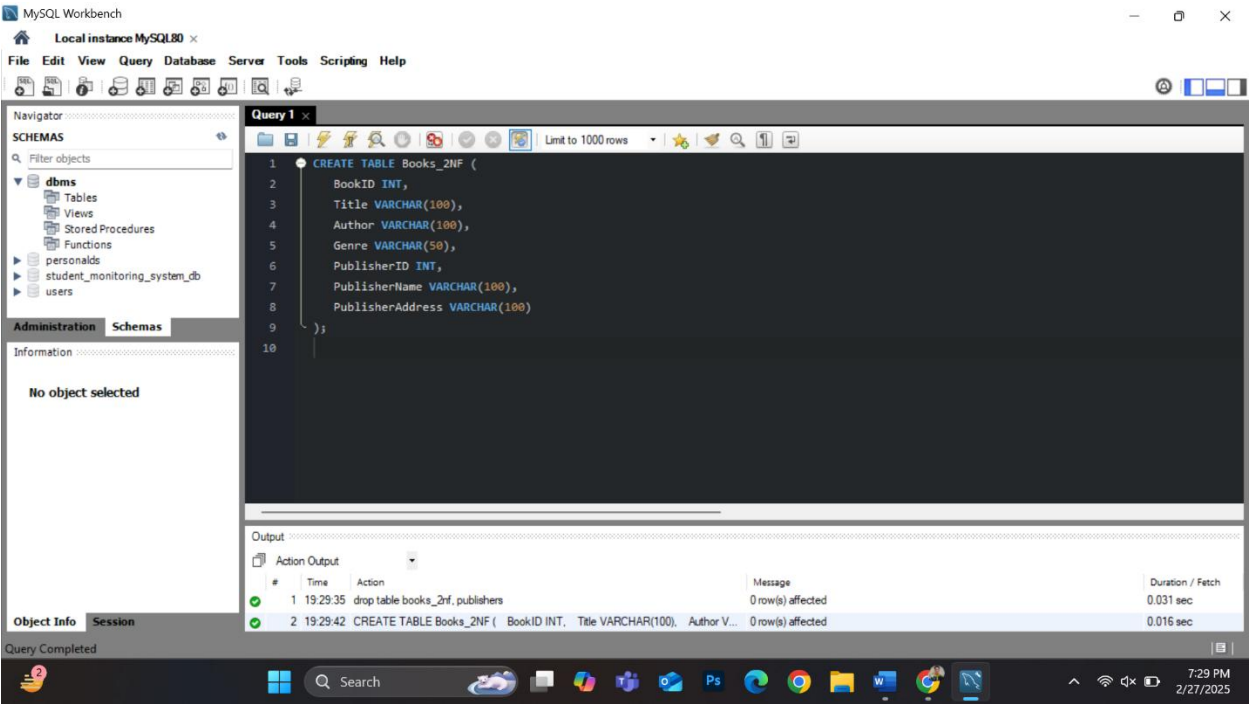 MySQL Workbench
Local instance MySQL80
File Edit View Query Database Server Tools Scripting Help
Navigator
SCHEMAS
Filter objects
dbms
Tables
Views
Stored Procedures
Functions
personalds
student_monitoring_system_db
users
Administration Schemas
Information
No object selected
Object Info Session
Query 1
Limit to 1000 rows
1 CREATE TABLE Books_2NF (
2 BookID INT,
3 Title VARCHAR(100),
4 Author VARCHAR(100),
5 Genre VARCHAR(50),
6 PublisherID INT,
7 PublisherName VARCHAR(100),
8 PublisherAddress VARCHAR(100)
9 );
10
Output
Action Output
# Time Action Message Duration / Fetch
1 19:29:35 drop table books_2nf, publishers 0 row(s) affected 0.031 sec
2 19:29:42 CREATE TABLE Books_2NF ( BookID INT, Title VARCHAR(100), Author V... 0 row(s) affected 0.016 sec
Query Completed
2
Search
Ps
W
7:29 PM
2/27/2025